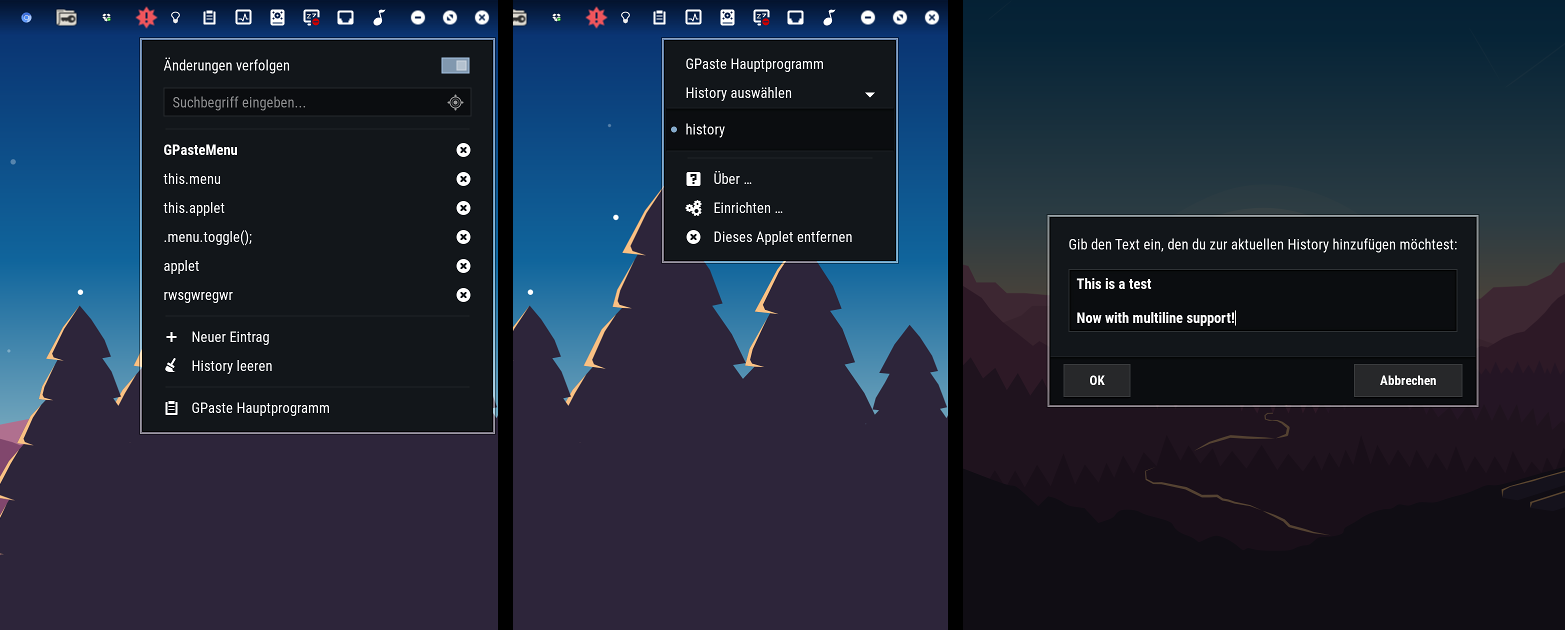 Änderungen verfolgen
Suchbegriff eingeben...
GPasteMenu
this.menu
this.applet
.menu.toggle();
applet
rwsgwregwr
Neuer Eintrag
History leeren
GPaste Hauptprogramm
GPaste Hauptprogramm
History auswählen
history
Über ...
Einrichten ...
Dieses Applet entfernen
Gib den Text ein, den du zur aktuellen History hinzufügen möchtest:
This is a test
Now with multiline support!
OK
Abbrechen